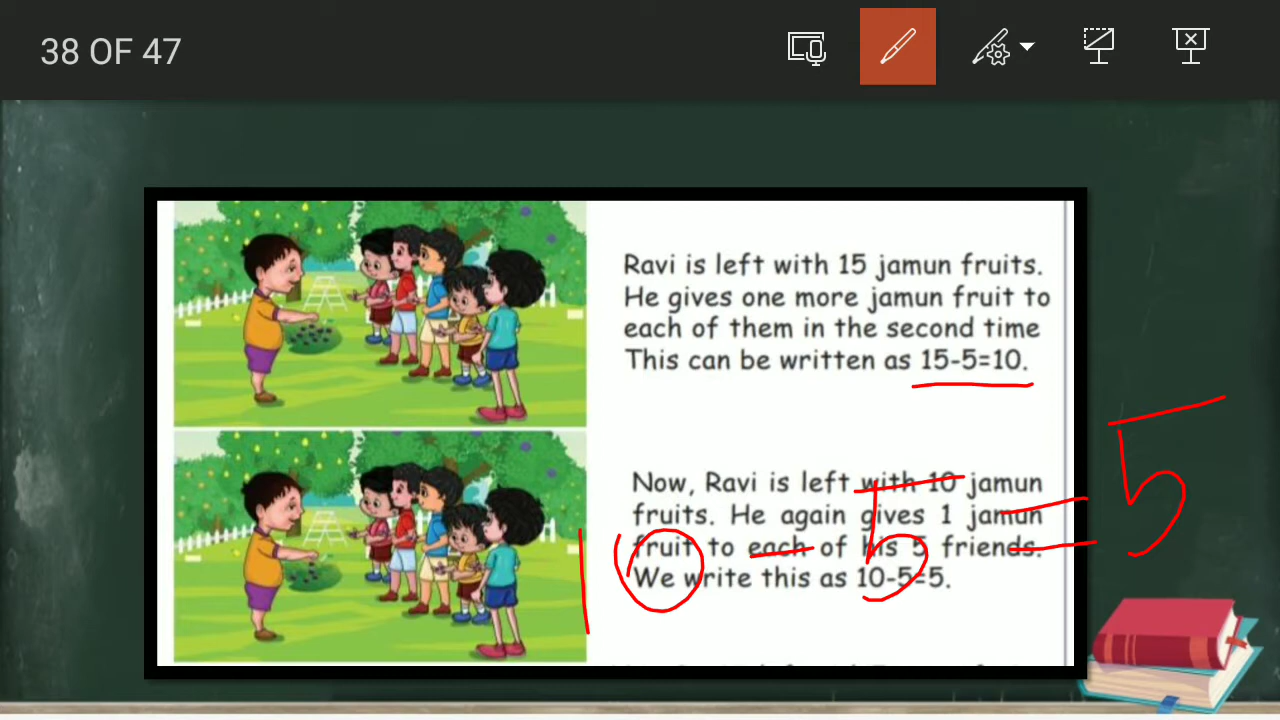 38 OF 47
Ravi is left with 15 jamun fruits.
He gives one more jamun fruit to
each of them in the second time
This can be written as 15-5=10.
Now, Ravi is left with 10 jamun
fruits. He again gives 1 jamun
fruit to each of his 5 friends.
We write this as 10-5=5.
10 5 = 5